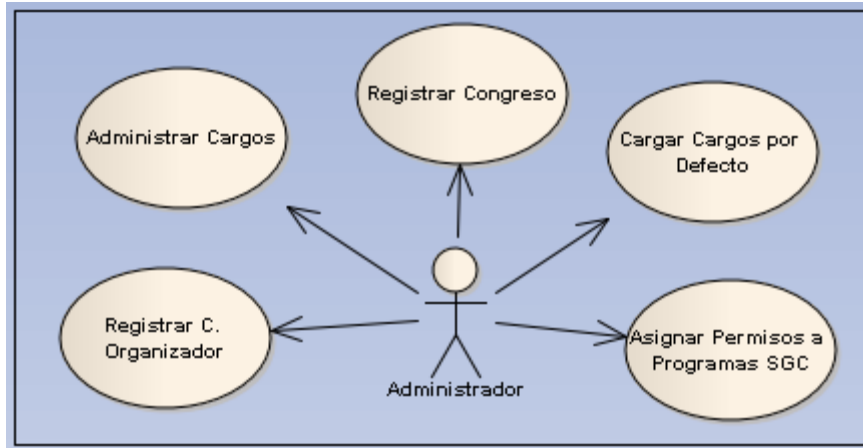 Registrar Congreso
Administrar Cargos
Cargar Cargos por
Defecto
Registrar C.
Organizador
Asignar Permisos a
Programas SGC
Administrador